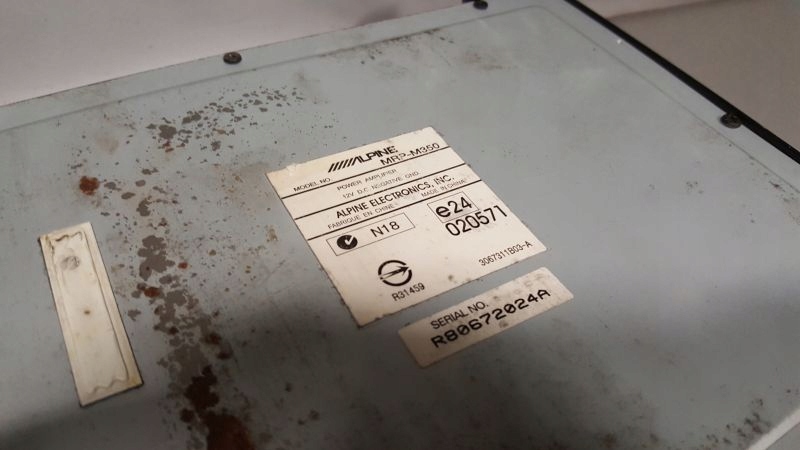 ALPINE
MODEL NO. MRP-M350
POWER AMPLIFIER
12V D.C NEGATIVE GND.
ALPINE ELECTRONICS, INC.
FABRIQUE EN CHINE MADE IN CHINA
N18 e24
020571
R31459 3067311B03-A
SERIAL NO.
R80672024A